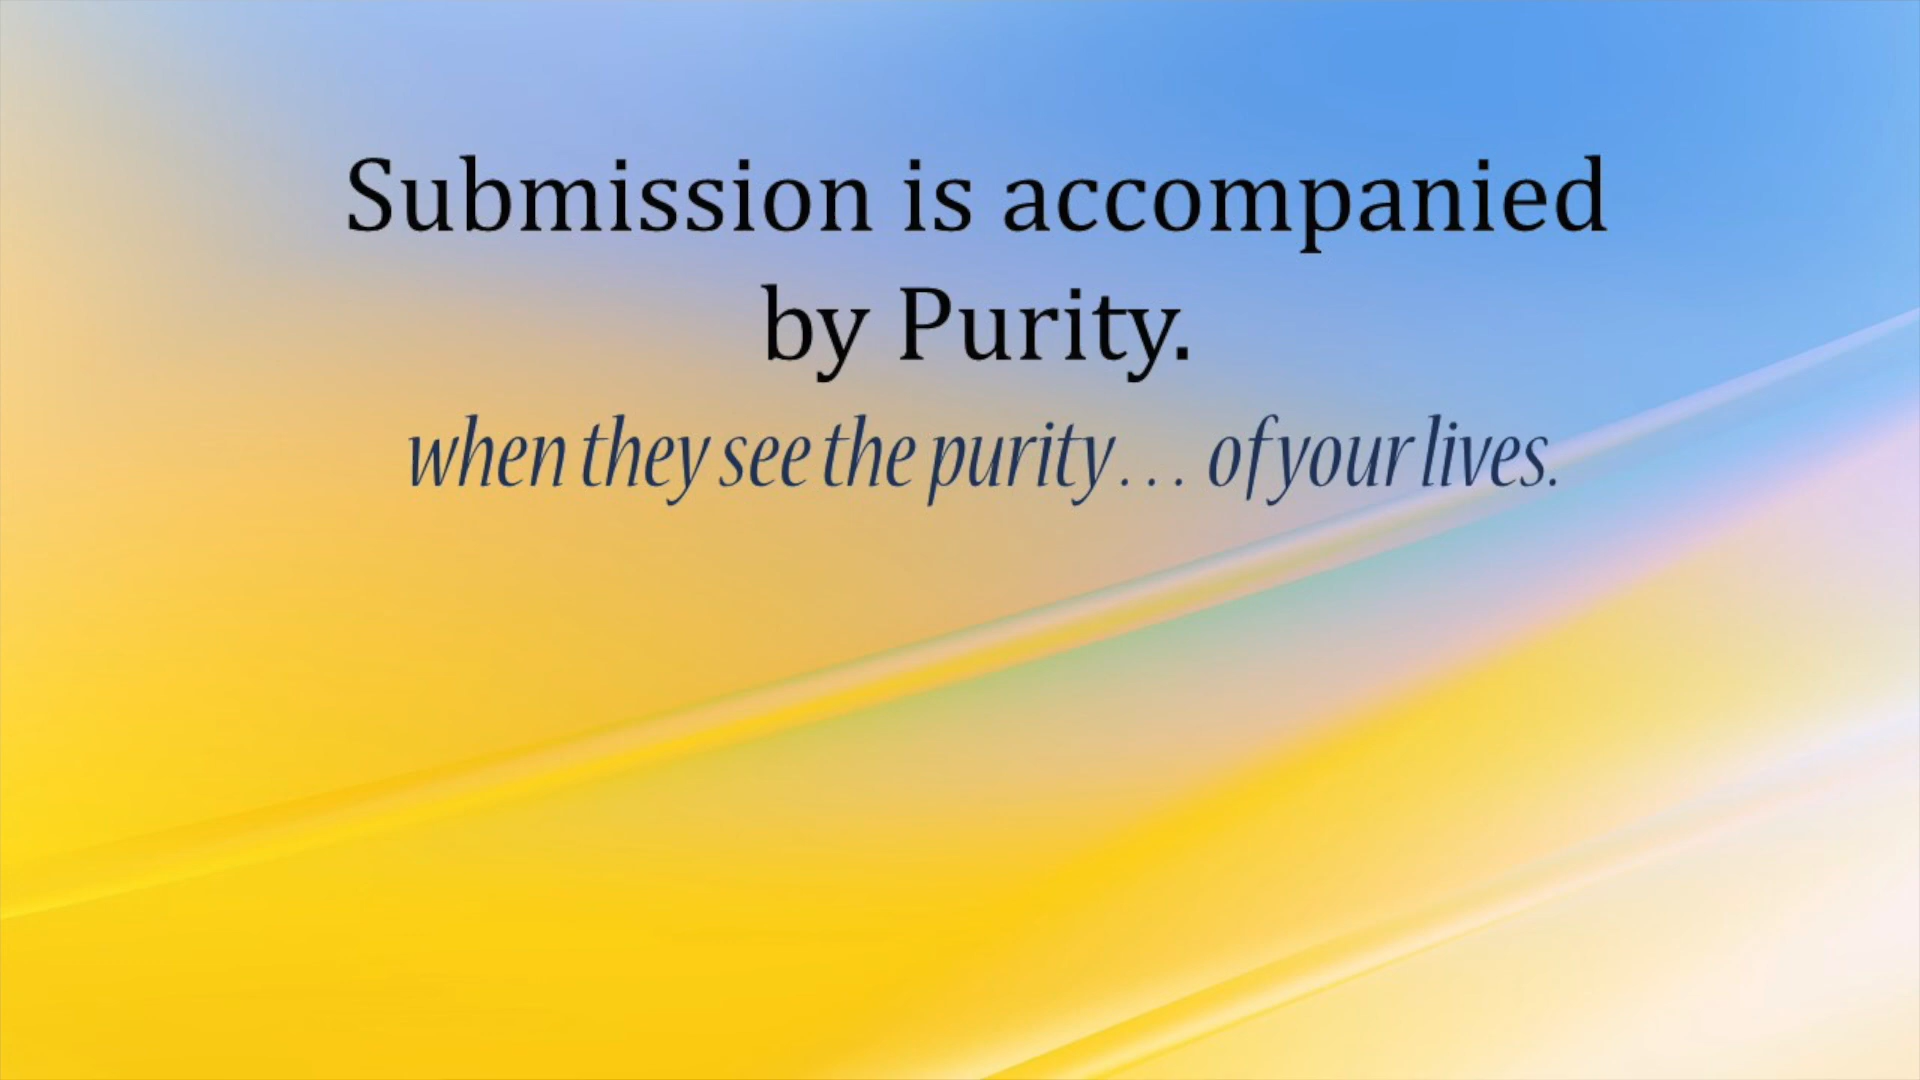 Submission is accompanied
by Purity.
when they see the purity… of your lives.